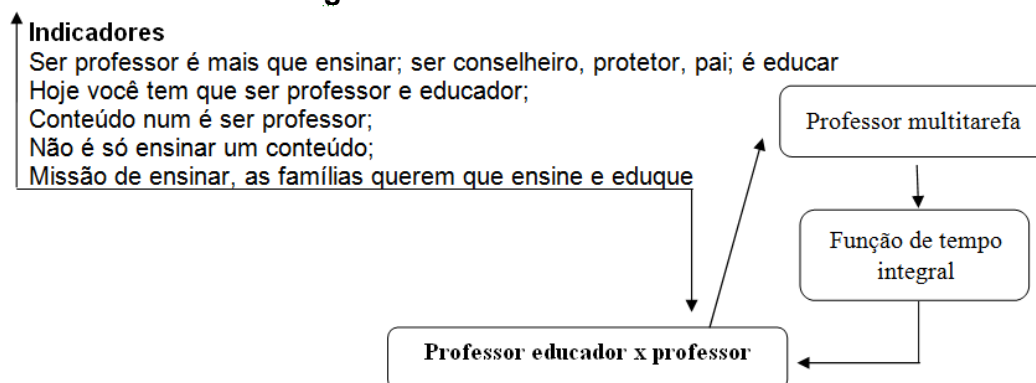 Indicadores
Ser professor é mais que ensinar; ser conselheiro, protetor, pai; é educar
Hoje você tem que ser professor e educador;
Conteúdo num é ser professor;
Não é só ensinar um conteúdo;
Missão de ensinar, as famílias querem que ensine e eduque
Professor multitarefa
Função de tempo
integral
Professor educador x professor